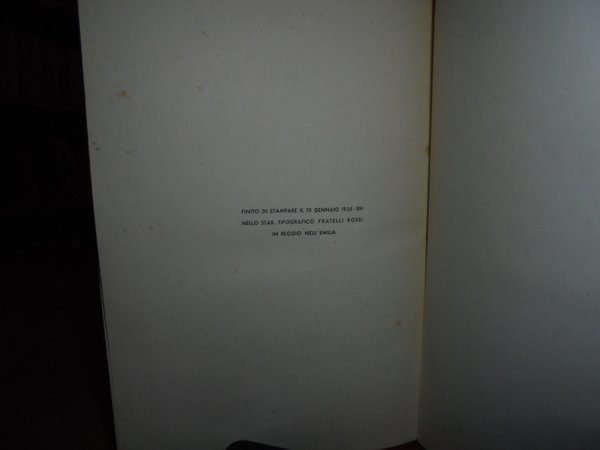 FINITO DI STAMPARE IL 10 GENNAIO 1935 - XIII
NELLO STAB. TIPOGRAFICO FRATELLI ROSSI
IN REGGIO NELL' EMILIA